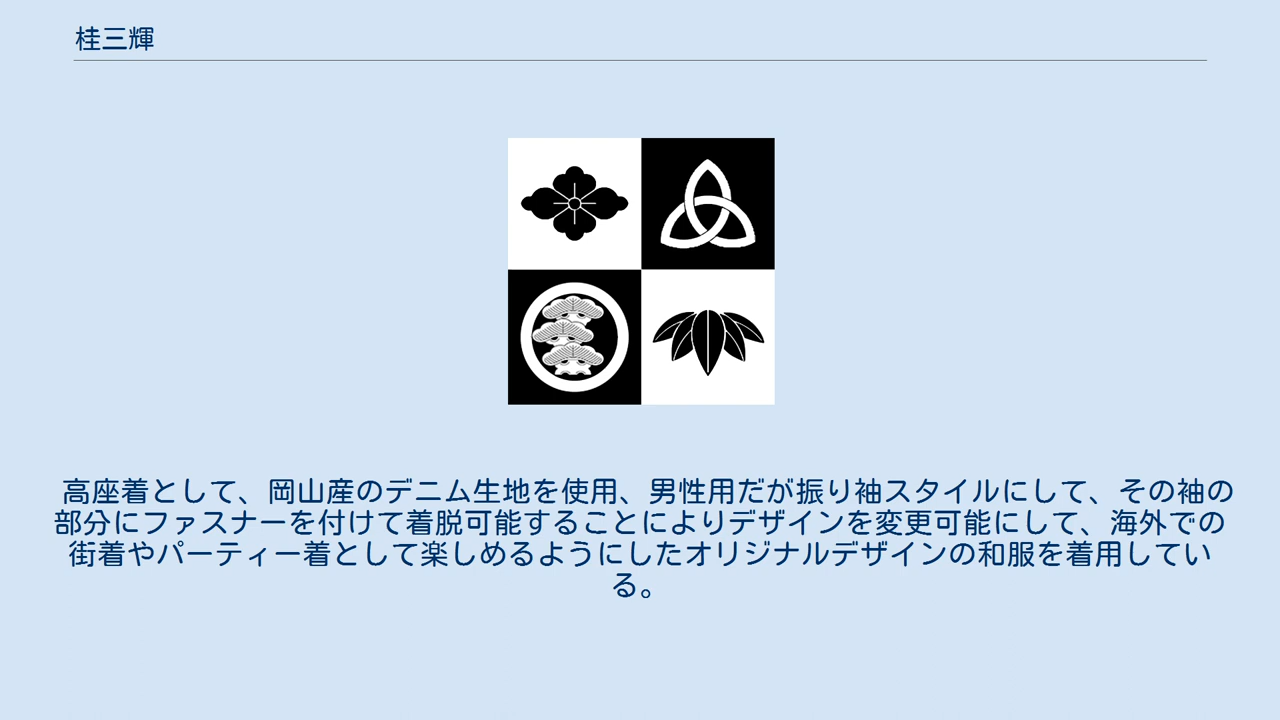 桂三輝
高座着として、岡山産のデニム生地を使用、男性用だが振り袖スタイルにして、その袖の
部分にファスナーを付けて着脱可能することによりデザインを変更可能にして、海外での
街着やパーティー着として楽しめるようにしたオリジナルデザインの和服を着用してい
る。